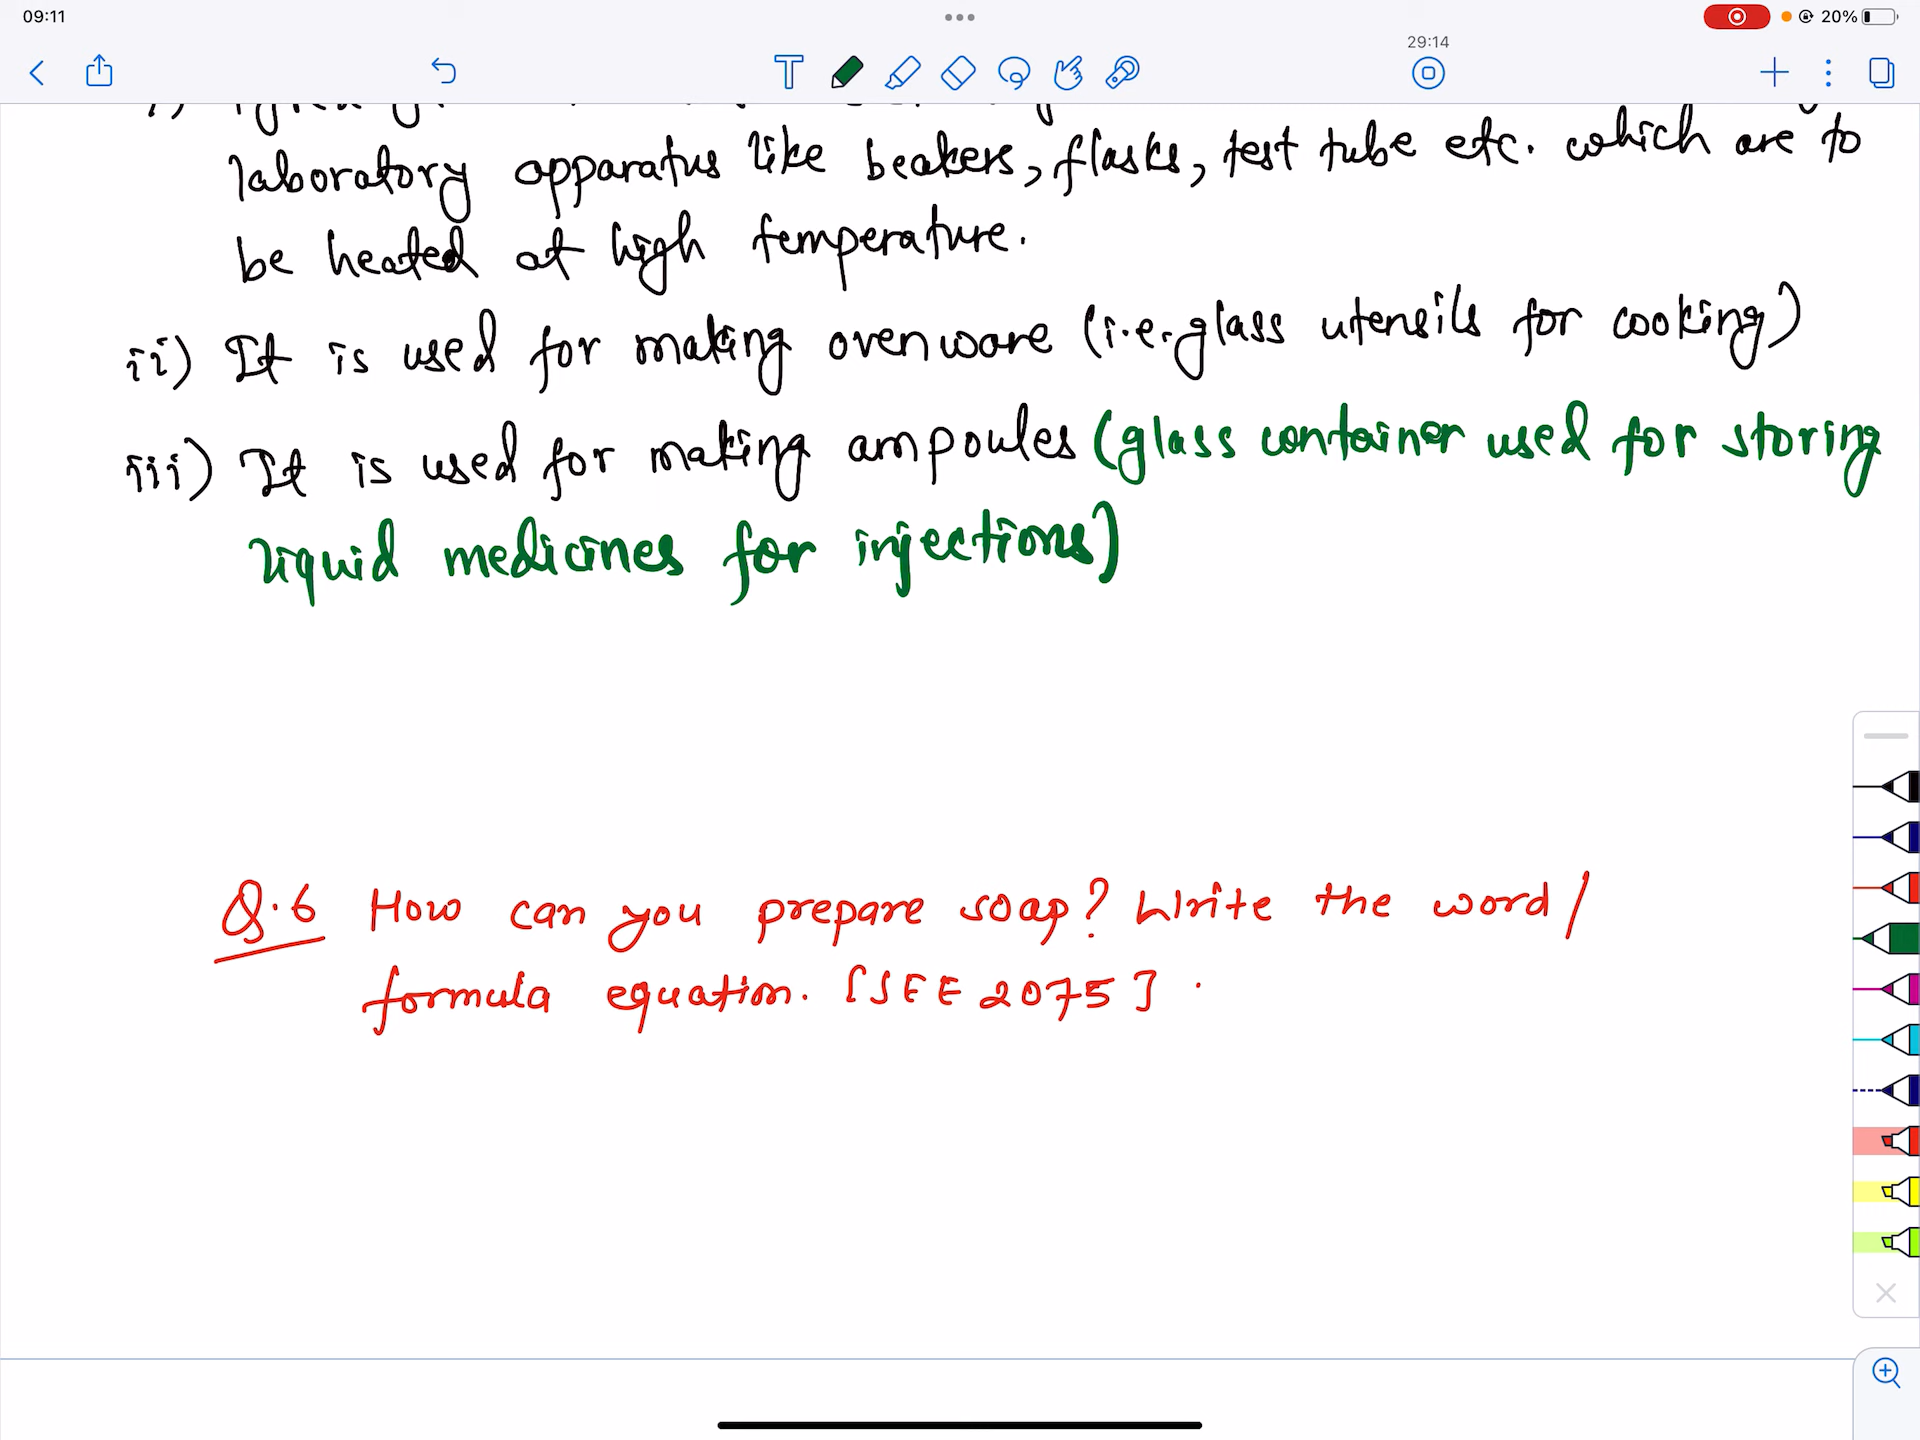 09:11
20%
29:14
laboratory apparatus like beakers, flasks, test tube etc. which are to
be heated at high temperature.
ii) It is used for making ovenware (i.e. glass utensils for cooking)
iii) It is used for making ampoules (glass container used for storing
liquid medicines for injections)
Q.6 How can you prepare soap? Write the word/
formula equation. [SEE 2075]